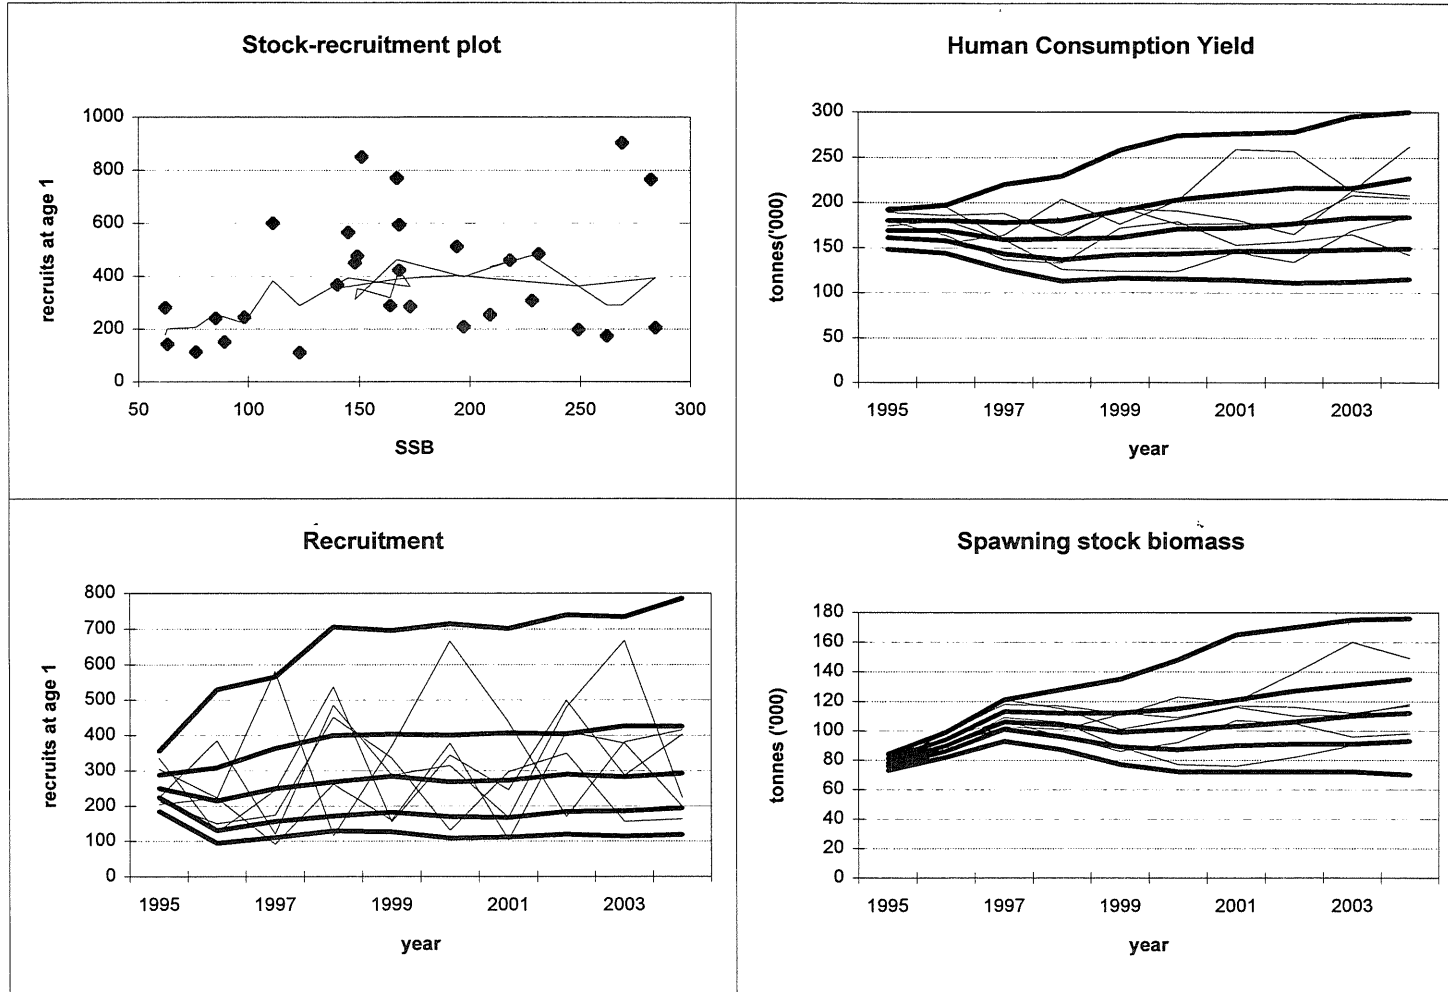 Stock-recruitment plot
recruits at age 1
1000
800
600
400
200
0
50 100 150 200 250 300
SSB
Human Consumption Yield
tonnes('000)
300
250
200
150
100
50
0
1995 1997 1999 2001 2003
year
Recruitment
recruits at age 1
800
700
600
500
400
300
200
100
0
1995 1997 1999 2001 2003
year
Spawning stock biomass
tonnes ('000)
180
160
140
120
100
80
60
40
20
0
1995 1997 1999 2001 2003
year